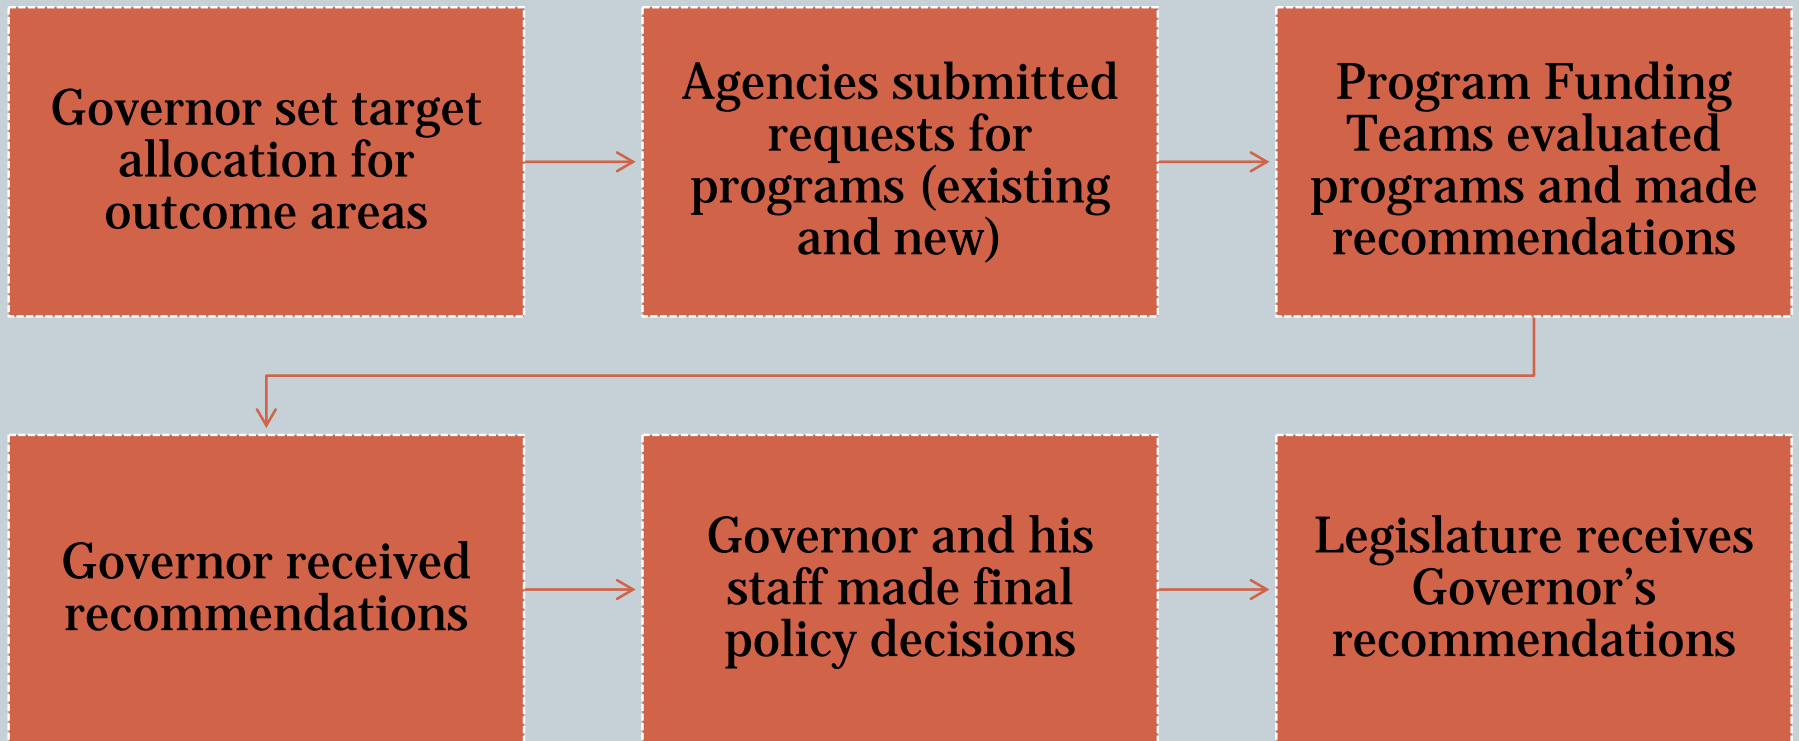 Governor set target
allocation for
outcome areas
Agencies submitted
requests for
programs (existing
and new)
Program Funding
Teams evaluated
programs and made
recommendations
Governor received
recommendations
Governor and his
staff made final
policy decisions
Legislature receives
Governor’s
recommendations